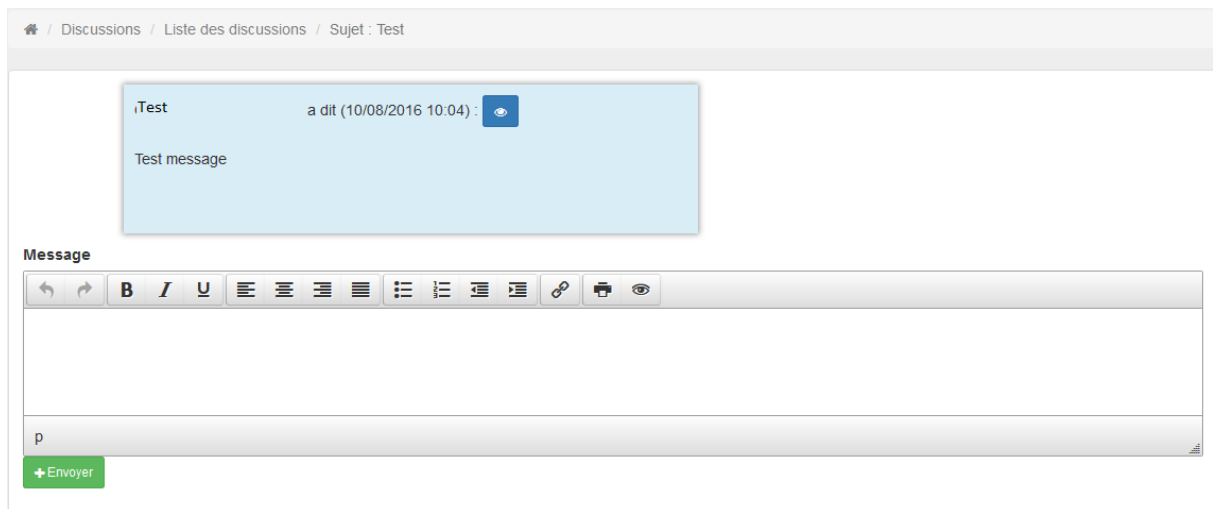 / Discussions / Liste des discussions / Sujet : Test
Test a dit (10/08/2016 10:04) :
Test message
Message
B I U
p
+Envoyer